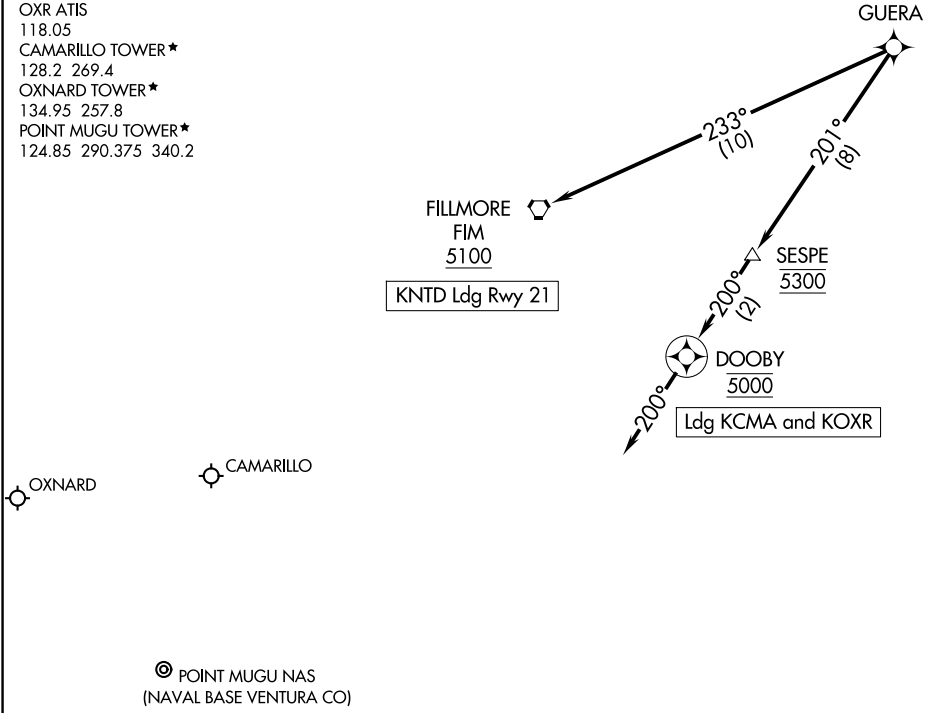 OXR ATIS
118.05
CAMARILLO TOWER★
128.2 269.4
OXNARD TOWER★
134.95 257.8
POINT MUGU TOWER★
124.85 290.375 340.2
GUERA
233°
(10)
201°
(8)
FILLMORE
FIM
5100
KNTD Ldg Rwy 21
SESPE
5300
200°
(2)
DOOBY
5000
200°
Ldg KCMA and KOXR
CAMARILLO
OXNARD
POINT MUGU NAS
(NAVAL BASE VENTURA CO)